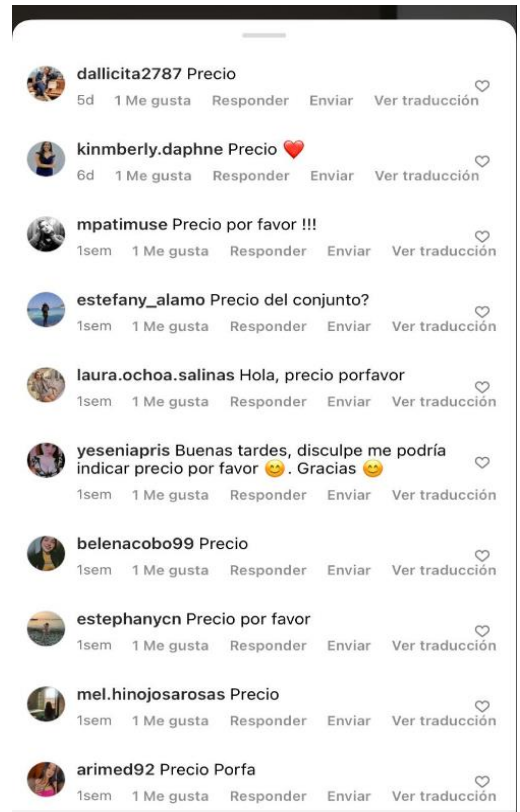 dallicita2787 Precio
5d 1 Me gusta Responder Enviar Ver traducción
kinmberly.daphne Precio ❤️
6d 1 Me gusta Responder Enviar Ver traducción
mpatimuse Precio por favor !!!
1sem 1 Me gusta Responder Enviar Ver traducción
estefany_alamo Precio del conjunto?
1sem 1 Me gusta Responder Enviar Ver traducción
laura.ochoa.salinas Hola, precio porfavor
1sem 1 Me gusta Responder Enviar Ver traducción
yeseniapris Buenas tardes, disculpe me podría
indicar precio por favor 😊. Gracias 😊
1sem 1 Me gusta Responder Enviar Ver traducción
belenacobo99 Precio
1sem 1 Me gusta Responder Enviar Ver traducción
estephanycn Precio por favor
1sem 1 Me gusta Responder Enviar Ver traducción
mel.hinojosarosas Precio
1sem 1 Me gusta Responder Enviar Ver traducción
arimed92 Precio Porfa
1sem 1 Me gusta Responder Enviar Ver traducción